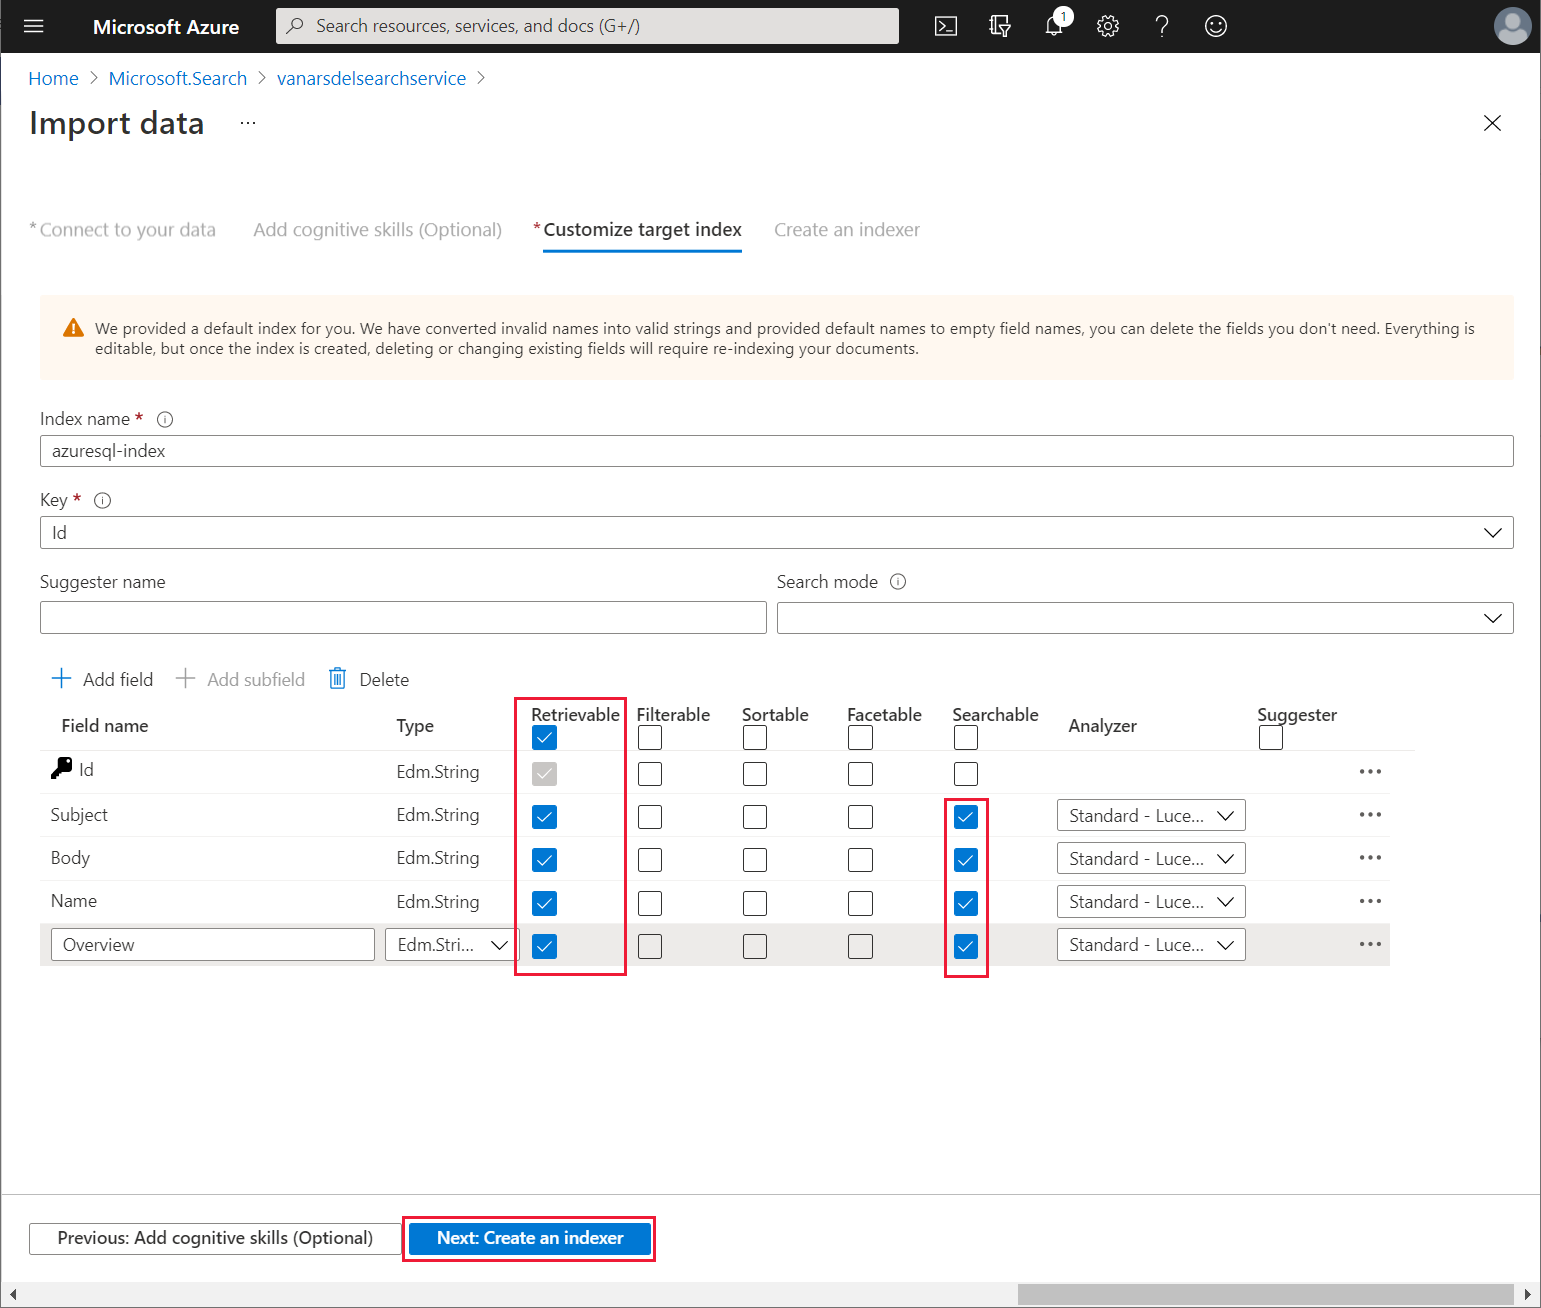 Microsoft Azure
Search resources, services, and docs (G+/)
1
Home > Microsoft.Search > vanarsdelsearchservice >
Import data ...
* Connect to your data
Add cognitive skills (Optional)
* Customize target index
Create an indexer
We provided a default index for you. We have converted invalid names into valid strings and provided default names to empty field names, you can delete the fields you don't need. Everything is
editable, but once the index is created, deleting or changing existing fields will require re-indexing your documents.
Index name *
azuresql-index
Key *
Id
Suggester name
Search mode
Add field
Add subfield
Delete
Field name Type Retrievable Filterable Sortable Facetable Searchable Analyzer Suggester
Id Edm.String
Subject Edm.String Standard - Luce...
Body Edm.String Standard - Luce...
Name Edm.String Standard - Luce...
Overview Edm.Stri... Standard - Luce...
Previous: Add cognitive skills (Optional)
Next: Create an indexer